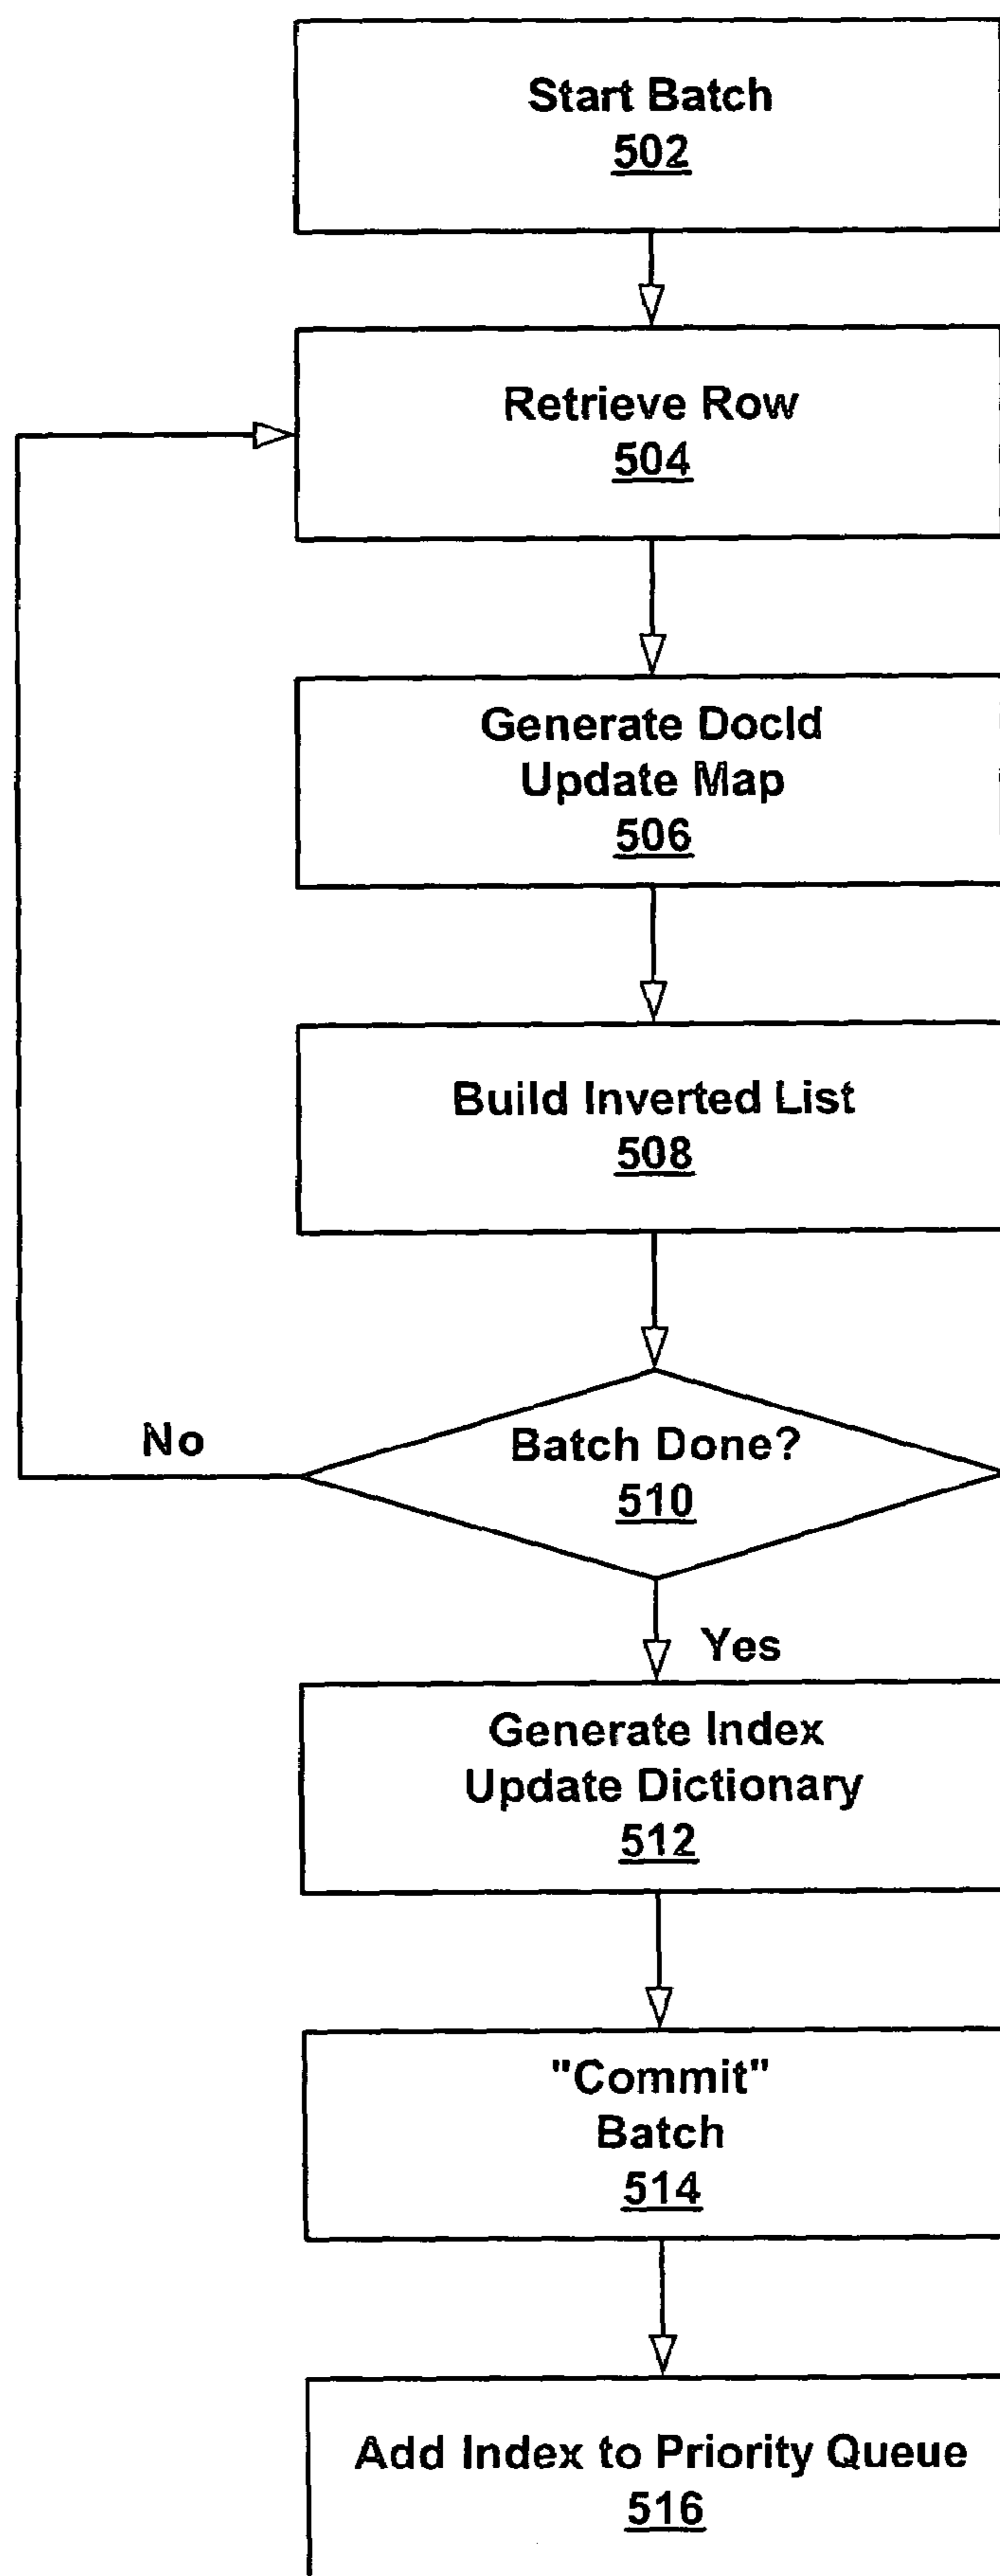 Start Batch
502
Retrieve Row
504
Generate DocId
Update Map
506
Build Inverted List
508
Batch Done?
510
No
Yes
Generate Index
Update Dictionary
512
"Commit"
Batch
514
Add Index to Priority Queue
516